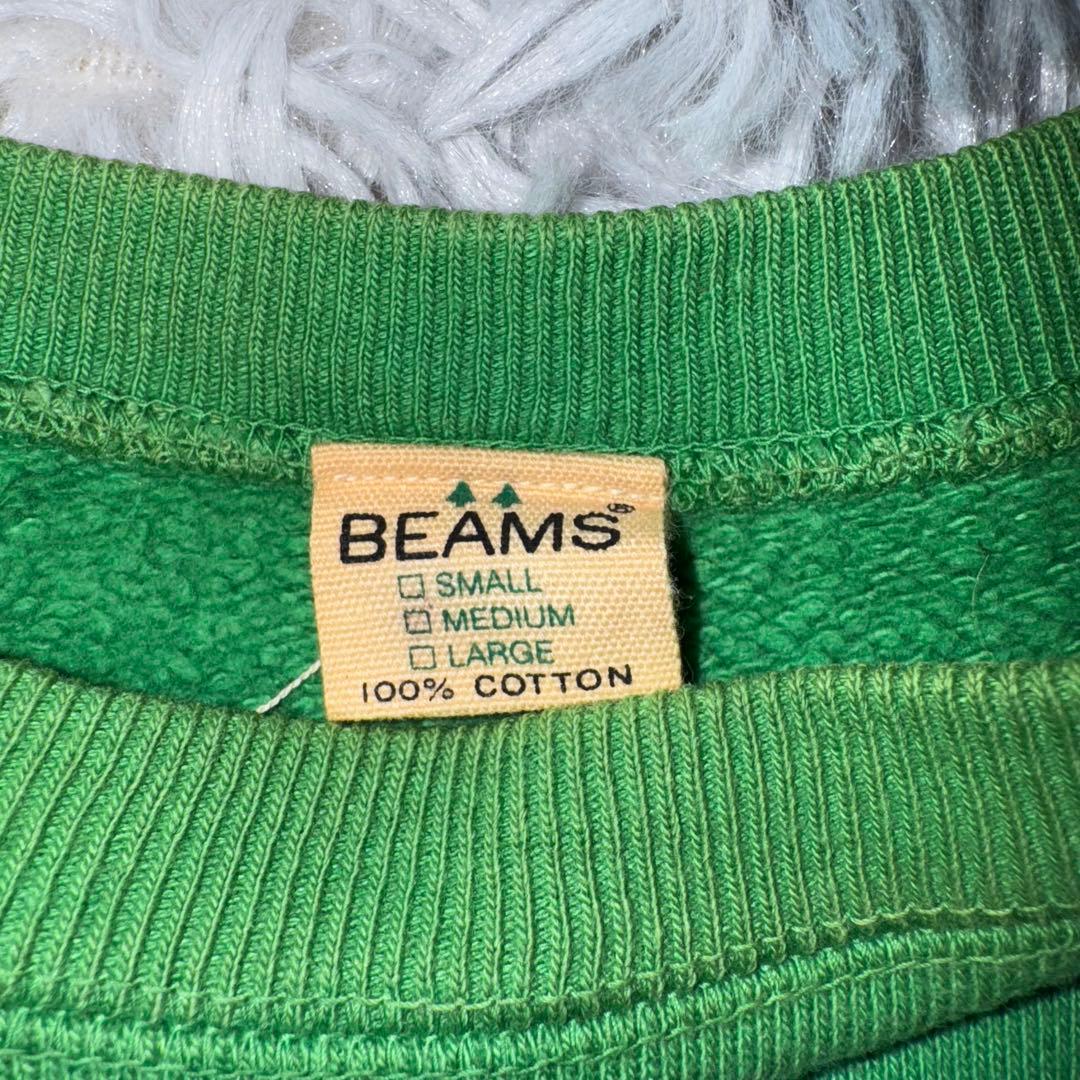 BEAMS
□ SMALL
□ MEDIUM
□ LARGE
100% COTTON